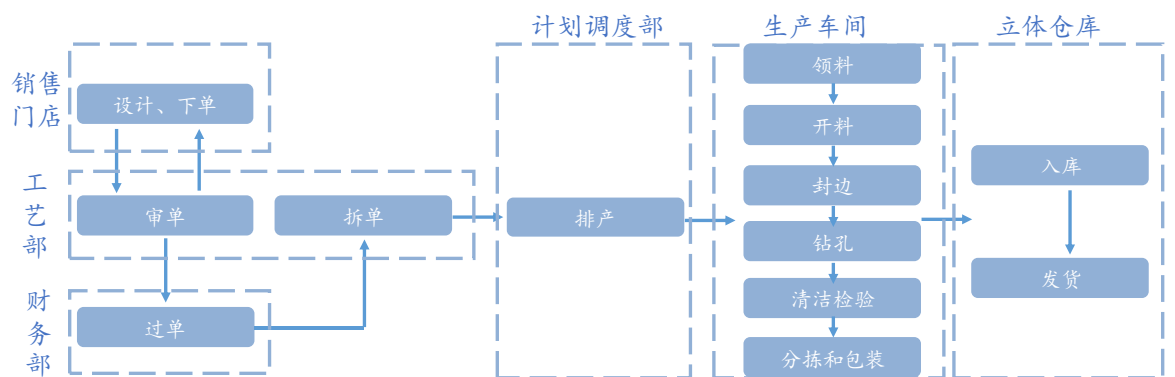 计划调度部
生产车间
立体仓库
销售
门店
设计、下单
工
艺
部
审单
拆单
财
务
部
过单
排产
领料
开料
封边
钻孔
清洁检验
分拣和包装
入库
发货